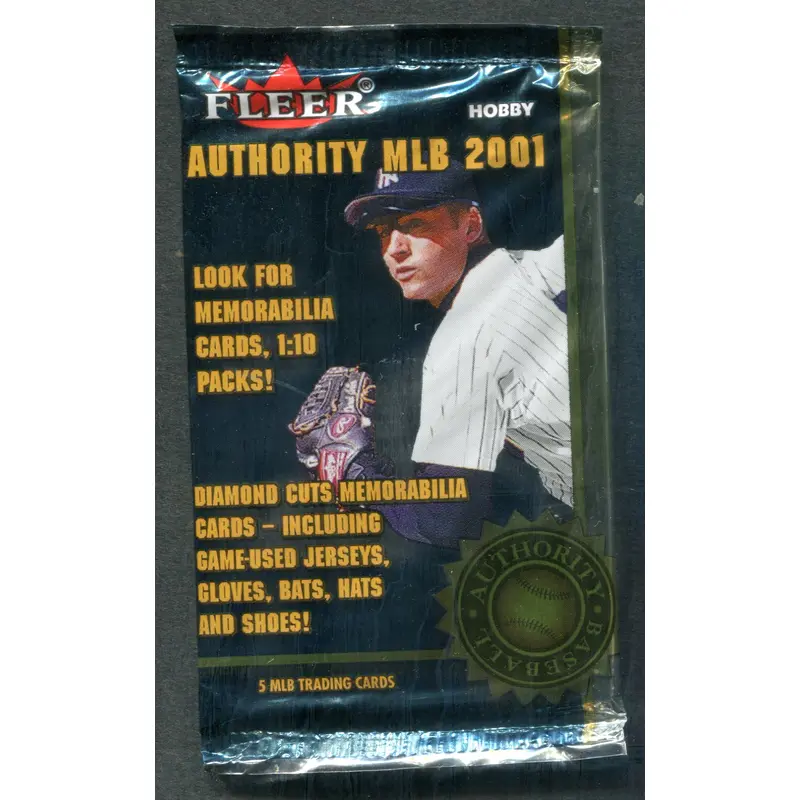 FLEER®
HOBBY
AUTHORITY MLB 2001
LOOK FOR
MEMORABILIA
CARDS, 1:10
PACKS!
DIAMOND CUTS MEMORABILIA
CARDS – INCLUDING
GAME-USED JERSEYS,
GLOVES, BATS, HATS
AND SHOES!
AUTHORITY • BASEBALL •
5 MLB TRADING CARDS